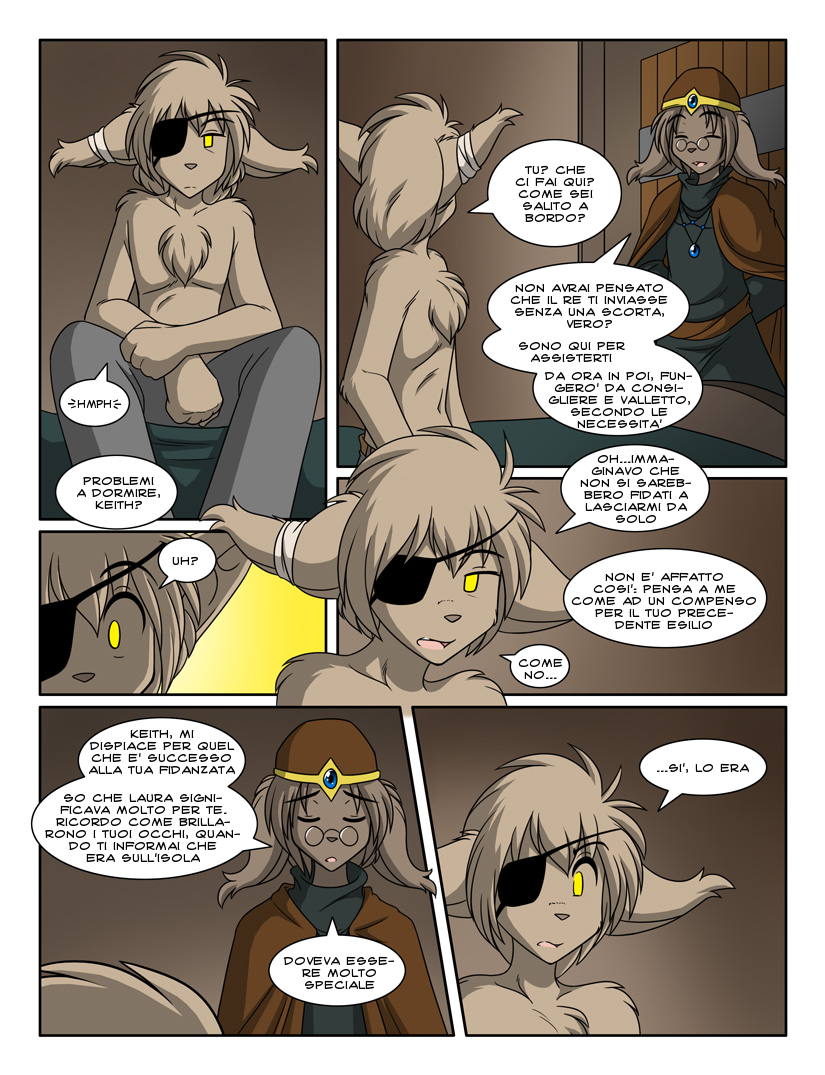 HMPH
PROBLEMI
A DORMIRE,
KEITH?
UH?
TU? CHE
CI FAI QUI?
COME SEI
SALITO A
BORDO?
NON AVRAI PENSATO
CHE IL RE TI INVIASSE
SENZA UNA SCORTA,
VERO?
SONO QUI PER
ASSISTERTI
DA ORA IN POI, FUN-
GERO' DA CONSI-
GLIERE E VALLETTO,
SECONDO LE
NECESSITA'
OH...IMMA-
GINAVO CHE
NON SI SAREB-
BERO FIDATI A
LASCIARMI DA
SOLO
NON E' AFFATTO
COSI': PENSA A ME
COME AD UN COMPENSO
PER IL TUO PRECE-
DENTE ESILIO
COME
NO...
KEITH, MI
DISPIACE PER QUEL
CHE E' SUCCESSO
ALLA TUA FIDANZATA
SO CHE LAURA SIGNI-
FICAVA MOLTO PER TE.
RICORDO COME BRILLA-
RONO I TUOI OCCHI, QUAN-
DO TI INFORMAI CHE
ERA SULL'ISOLA
DOVEVA ESSE-
RE MOLTO
SPECIALE
...SI', LO ERA